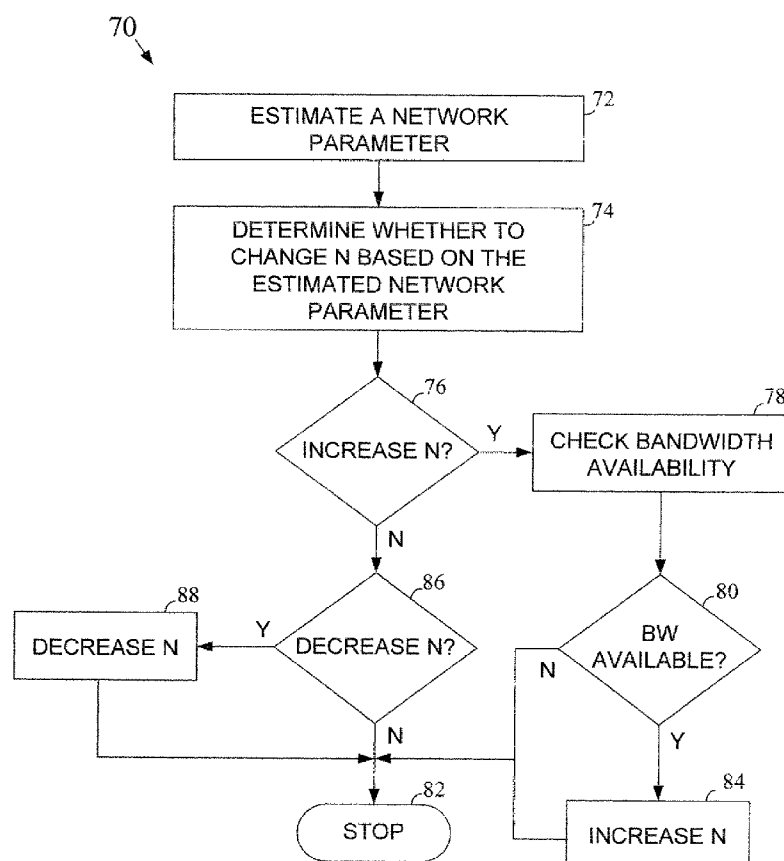 70
72
ESTIMATE A NETWORK
PARAMETER
74
DETERMINE WHETHER TO
CHANGE N BASED ON THE
ESTIMATED NETWORK
PARAMETER
76
INCREASE N?
Y
N
78
CHECK BANDWIDTH
AVAILABILITY
80
BW
AVAILABLE?
N
Y
86
DECREASE N?
Y
N
88
DECREASE N
82
STOP
84
INCREASE N